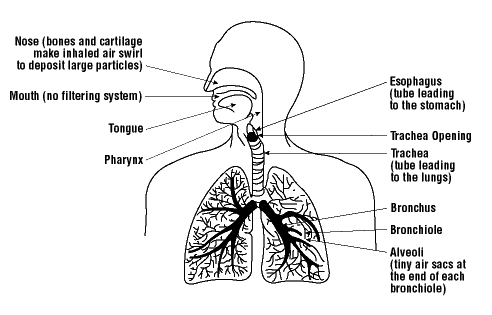 Nose (bones and cartilage
make inhaled air swirl
to deposit large particles)
Mouth (no filtering system)
Tongue
Pharynx
Esophagus
(tube leading
to the stomach)
Trachea Opening
Trachea
(tube leading
to the lungs)
Bronchus
Bronchiole
Alveoli
(tiny air sacs at
the end of each
bronchiole)